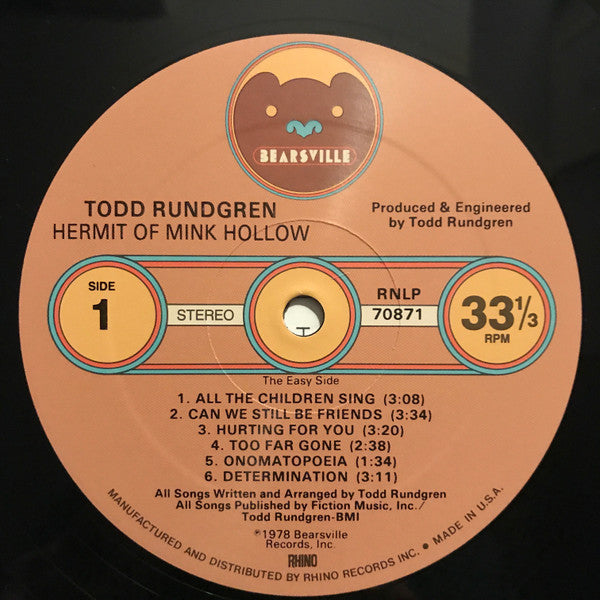 BEARSVILLE
TODD RUNDGREN
HERMIT OF MINK HOLLOW
Produced & Engineered
by Todd Rundgren
SIDE
1
STEREO
RNLP
70871
33 1/3
RPM
The Easy Side
1. ALL THE CHILDREN SING (3:08)
2. CAN WE STILL BE FRIENDS (3:34)
3. HURTING FOR YOU (3:20)
4. TOO FAR GONE (2:38)
5. ONOMATOPOEIA (1:34)
6. DETERMINATION (3:11)
All Songs Written and Arranged by Todd Rundgren
All Songs Published by Fiction Music, Inc./
Todd Rundgren-BMI
℗1978 Bearsville
Records, Inc.
RHINO
MANUFACTURED AND DISTRIBUTED BY RHINO RECORDS INC. • MADE IN U.S.A.